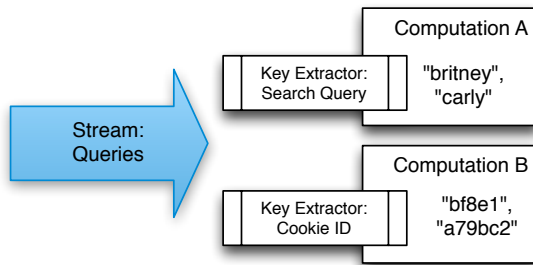 Stream:
Queries
Computation A
Key Extractor:
Search Query
"britney",
"carly"
Computation B
Key Extractor:
Cookie ID
"bf8e1",
"a79bc2"